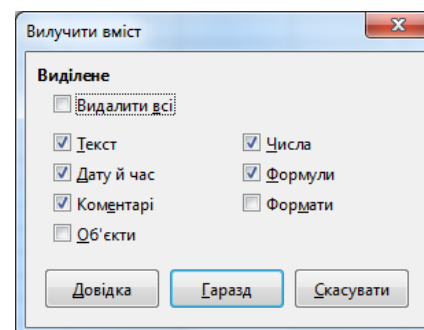 Вилучити вміст
Виділене
Видалити всі
Текст Числа
Дату й час Формули
Коментарі Формати
Об'єкти
Довідка Гаразд Скасувати